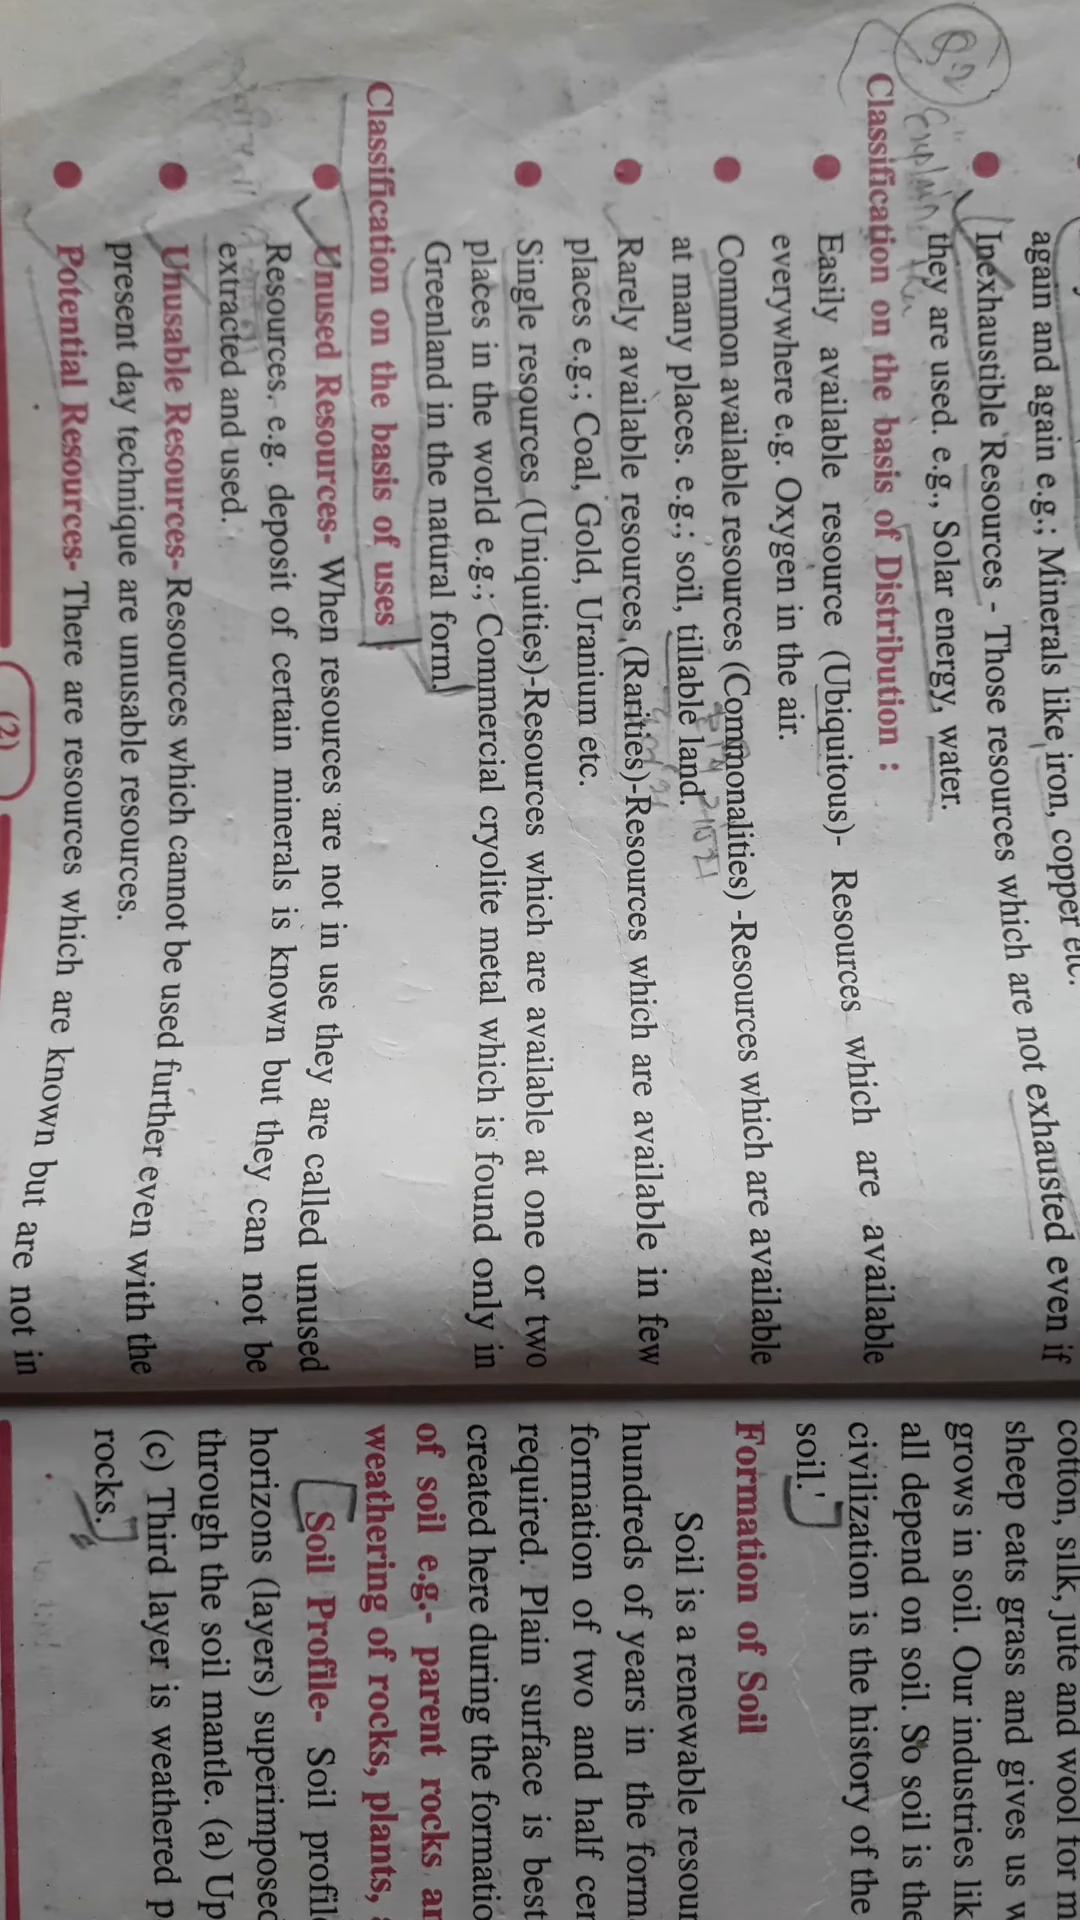 again and again e.g.; Minerals like iron, copper etc.
Inexhaustible Resources - Those resources which are not exhausted even if
they are used. e.g., Solar energy, water.
Q2
Explain the
Classification on the basis of Distribution :
Easily available resource (Ubiquitous)- Resources which are available
everywhere e.g. Oxygen in the air.
Common available resources (Commonalities) -Resources which are available
at many places. e.g.; soil, tillable land.
Rarely available resources (Rarities)-Resources which are available in few
places e.g.; Coal, Gold, Uranium etc.
Single resources (Uniquities)-Resources which are available at one or two
places in the world e.g.; Commercial cryolite metal which is found only in
Greenland in the natural form.
Classification on the basis of uses :
Unused Resources- When resources are not in use they are called unused
Resources. e.g. deposit of certain minerals is known but they can not be
extracted and used.
Unusable Resources- Resources which cannot be used further even with the
present day technique are unusable resources.
Potential Resources- There are resources which are known but are not in
(2)
cotton, silk, jute and wool for m
sheep eats grass and gives us w
grows in soil. Our industries lik
all depend on soil. So soil is the
civilization is the history of the
soil.'
Formation of Soil
Soil is a renewable resour
hundreds of years in the form
formation of two and half cen
required. Plain surface is best
created here during the formatio
of soil e.g.- parent rocks an
weathering of rocks, plants,
Soil Profile- Soil profil
horizons (layers) superimposed
through the soil mantle. (a) Up
(c) Third layer is weathered p
rocks.